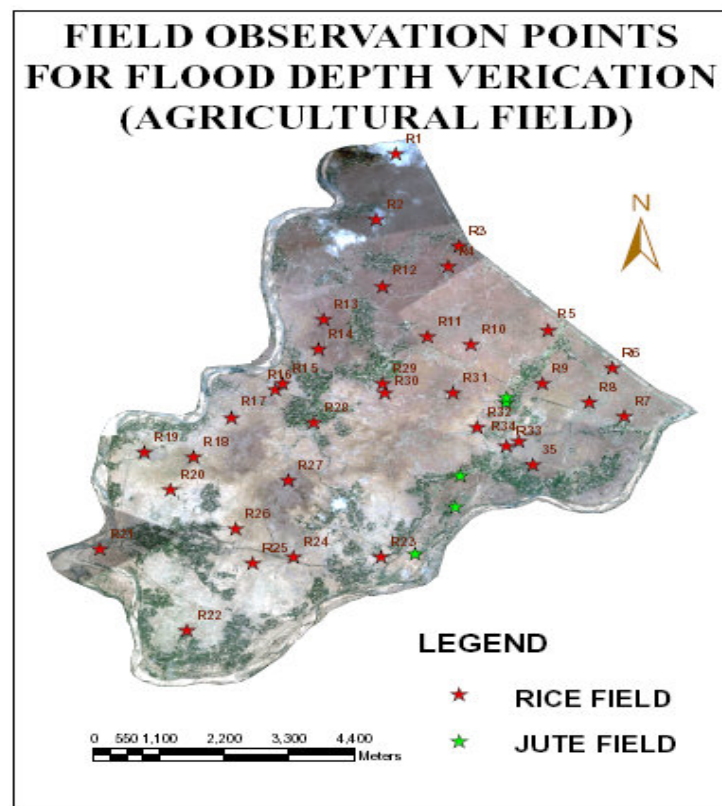 FIELD OBSERVATION POINTS
FOR FLOOD DEPTH VERICATION
(AGRICULTURAL FIELD)
R1
R2
N
R3
R4
R12
R13
R5
R11
R10
R14
R6
R16
R15
R29
R30
R31
R9
R8
R17
R28
R32
R7
R34
R33
R19
R18
35
R20
R27
R26
R21
R25
R24
R23
R22
LEGEND
RICE FIELD
JUTE FIELD
0 550 1,100 2,200 3,300 4,400
Meters